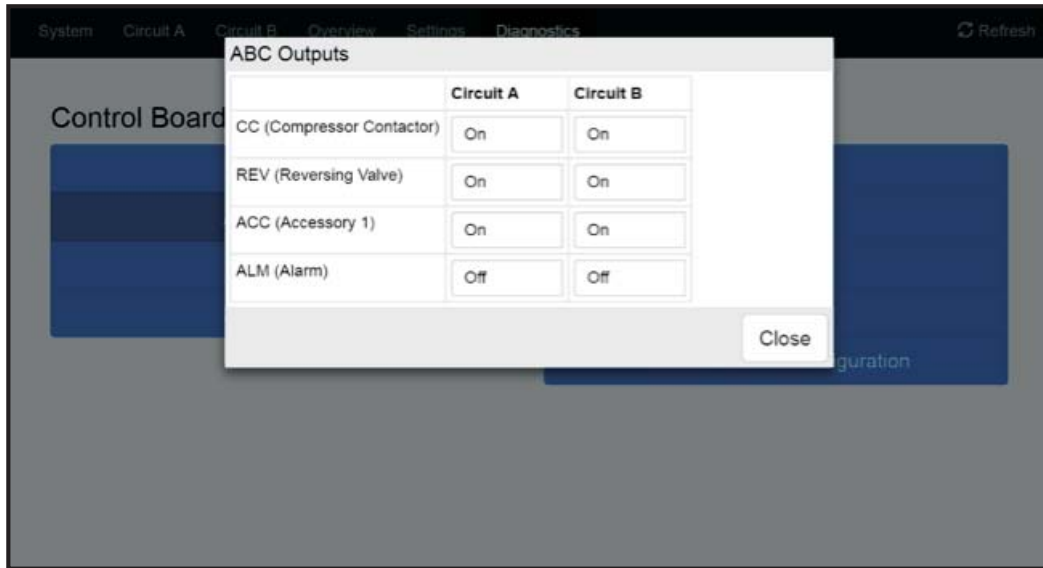 System Circuit A Circuit B Overview Settings Diagnostics Refresh
ABC Outputs
Control Board
Circuit A Circuit B
CC (Compressor Contactor) On On
REV (Reversing Valve) On On
ACC (Accessory 1) On On
ALM (Alarm) Off Off
Close
guration